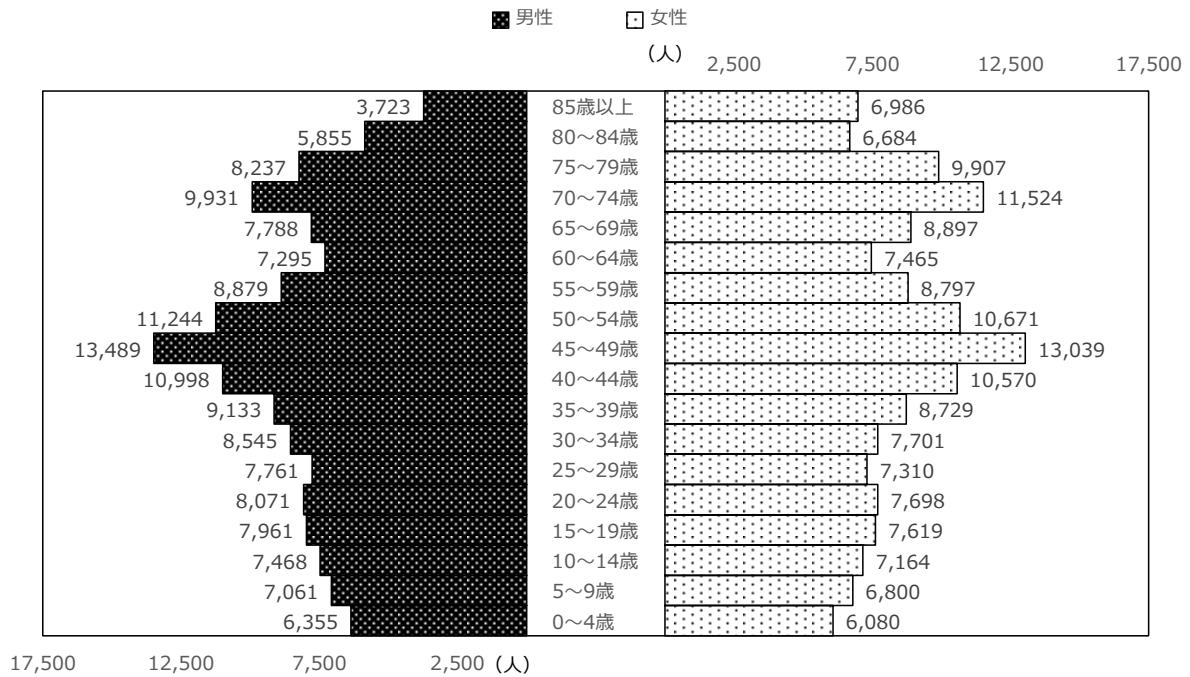 男性 女性
(人)
2,500 7,500 12,500 17,500
3,723 85歳以上 6,986
5,855 80～84歳 6,684
8,237 75～79歳 9,907
9,931 70～74歳 11,524
7,788 65～69歳 8,897
7,295 60～64歳 7,465
8,879 55～59歳 8,797
11,244 50～54歳 10,671
13,489 45～49歳 13,039
10,998 40～44歳 10,570
9,133 35～39歳 8,729
8,545 30～34歳 7,701
7,761 25～29歳 7,310
8,071 20～24歳 7,698
7,961 15～19歳 7,619
7,468 10～14歳 7,164
7,061 5～9歳 6,800
6,355 0～4歳 6,080
17,500 12,500 7,500 2,500 (人)